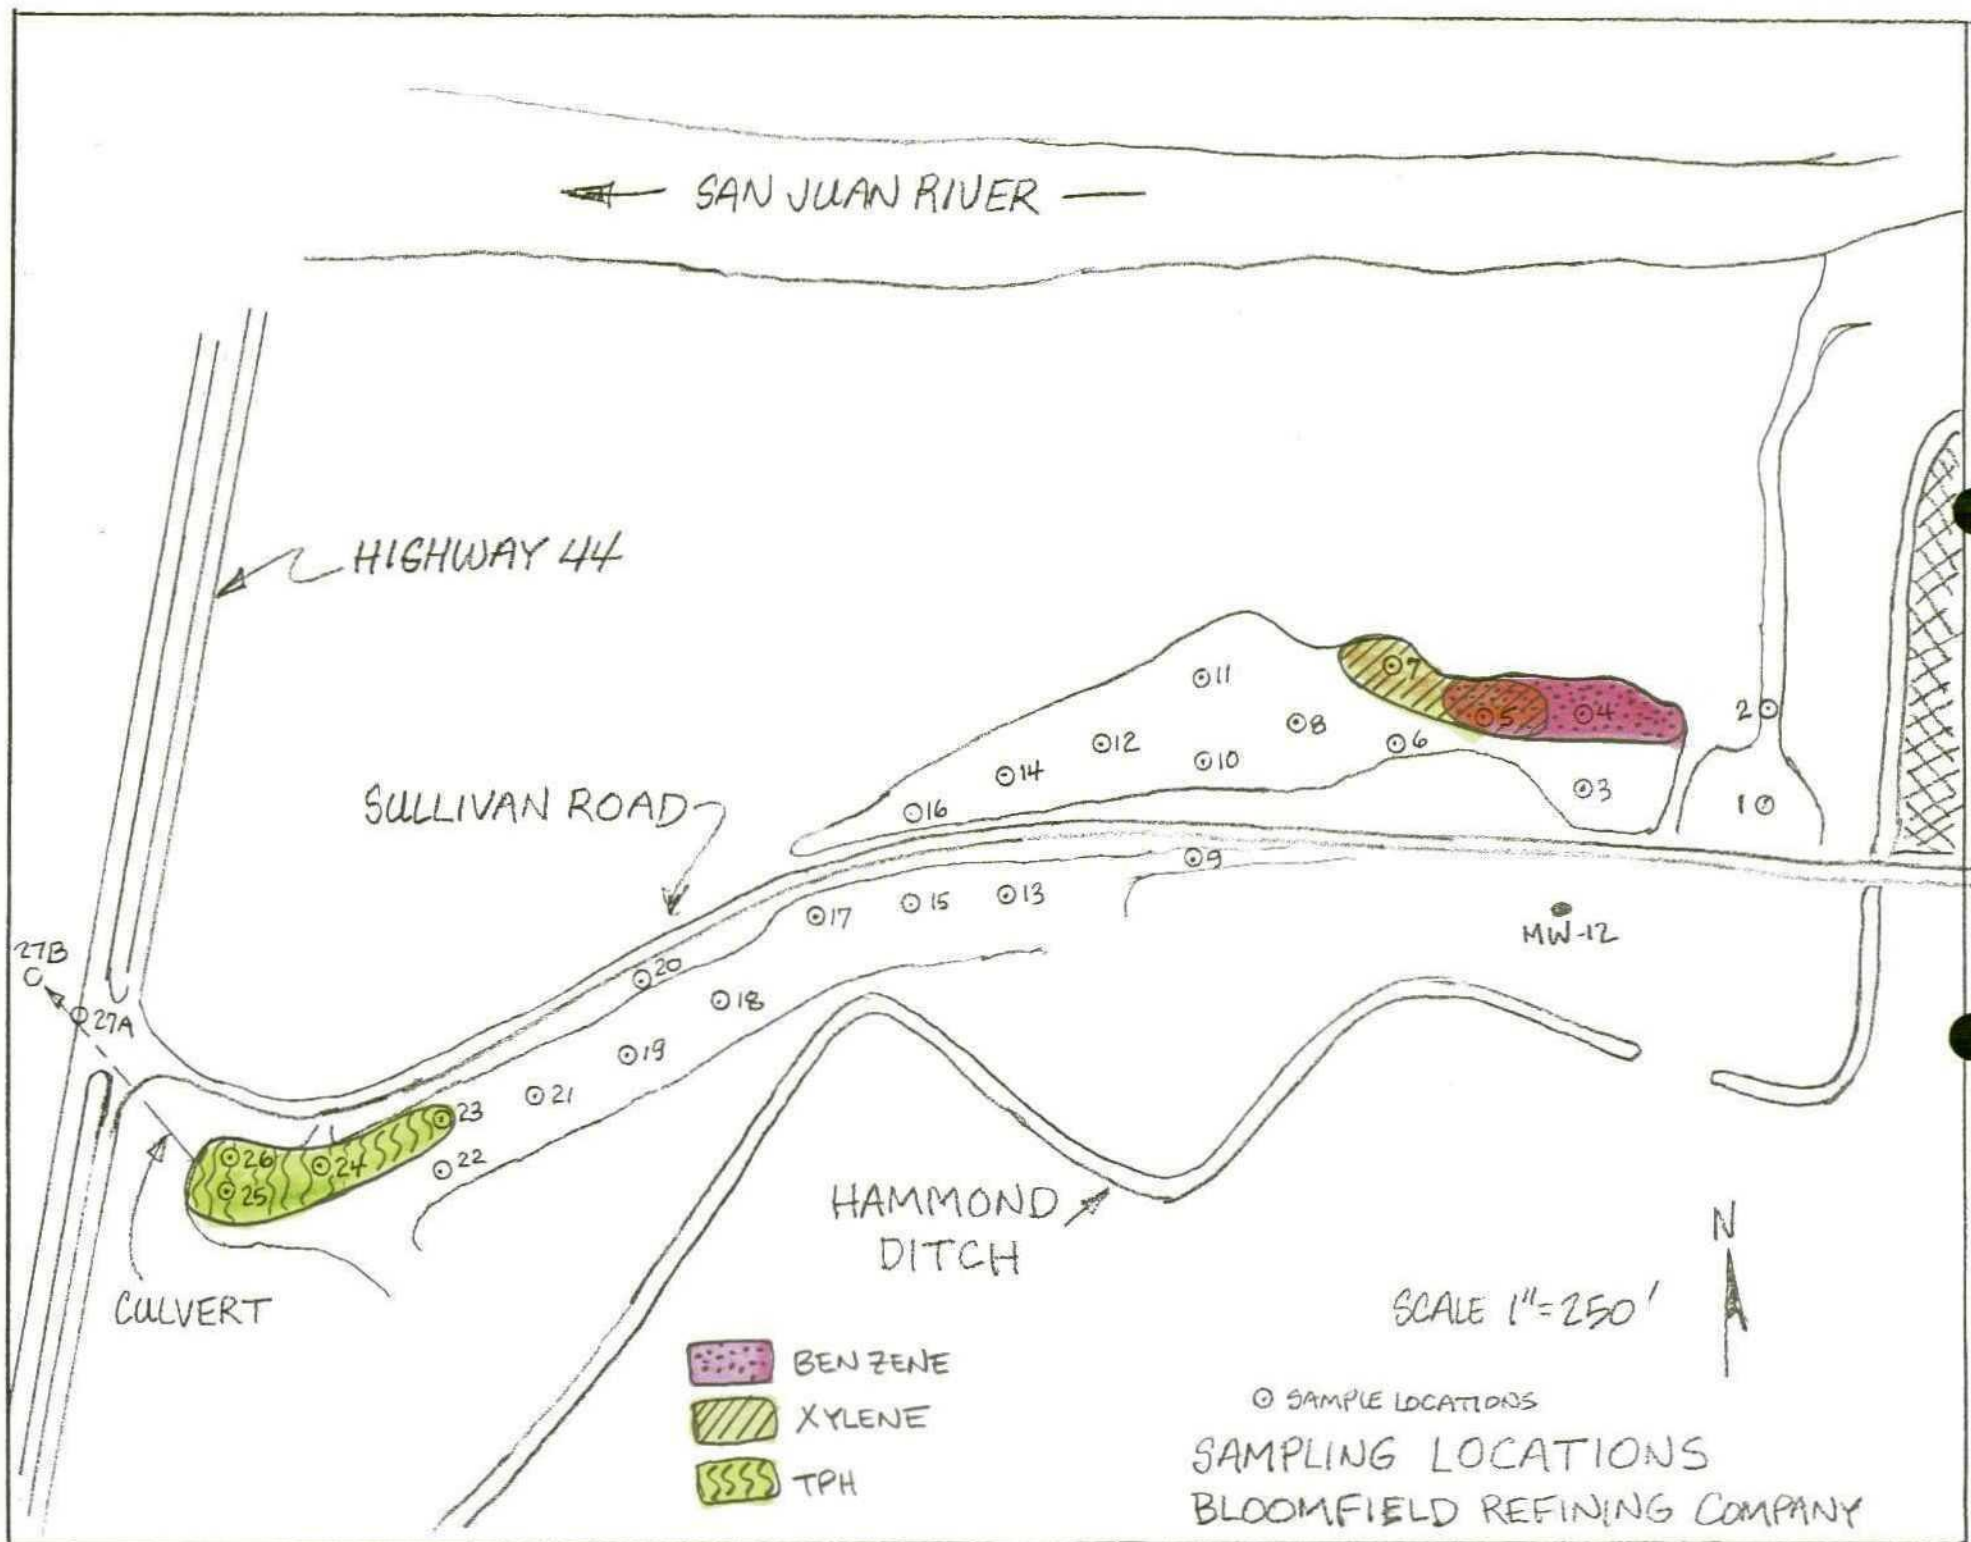 SAN JUAN RIVER
HIGHWAY 44
SULLIVAN ROAD
7
11
5
4
2
8
12
6
10
14
3
1
16
9
17
15
13
MW-12
27B
20
18
27A
19
21
23
26
24
22
25
HAMMOND
DITCH
N
CULVERT
SCALE 1"=250'
BENZENE
XYLENE
TPH
SAMPLE LOCATIONS
SAMPLING LOCATIONS
BLOOMFIELD REFINING COMPANY